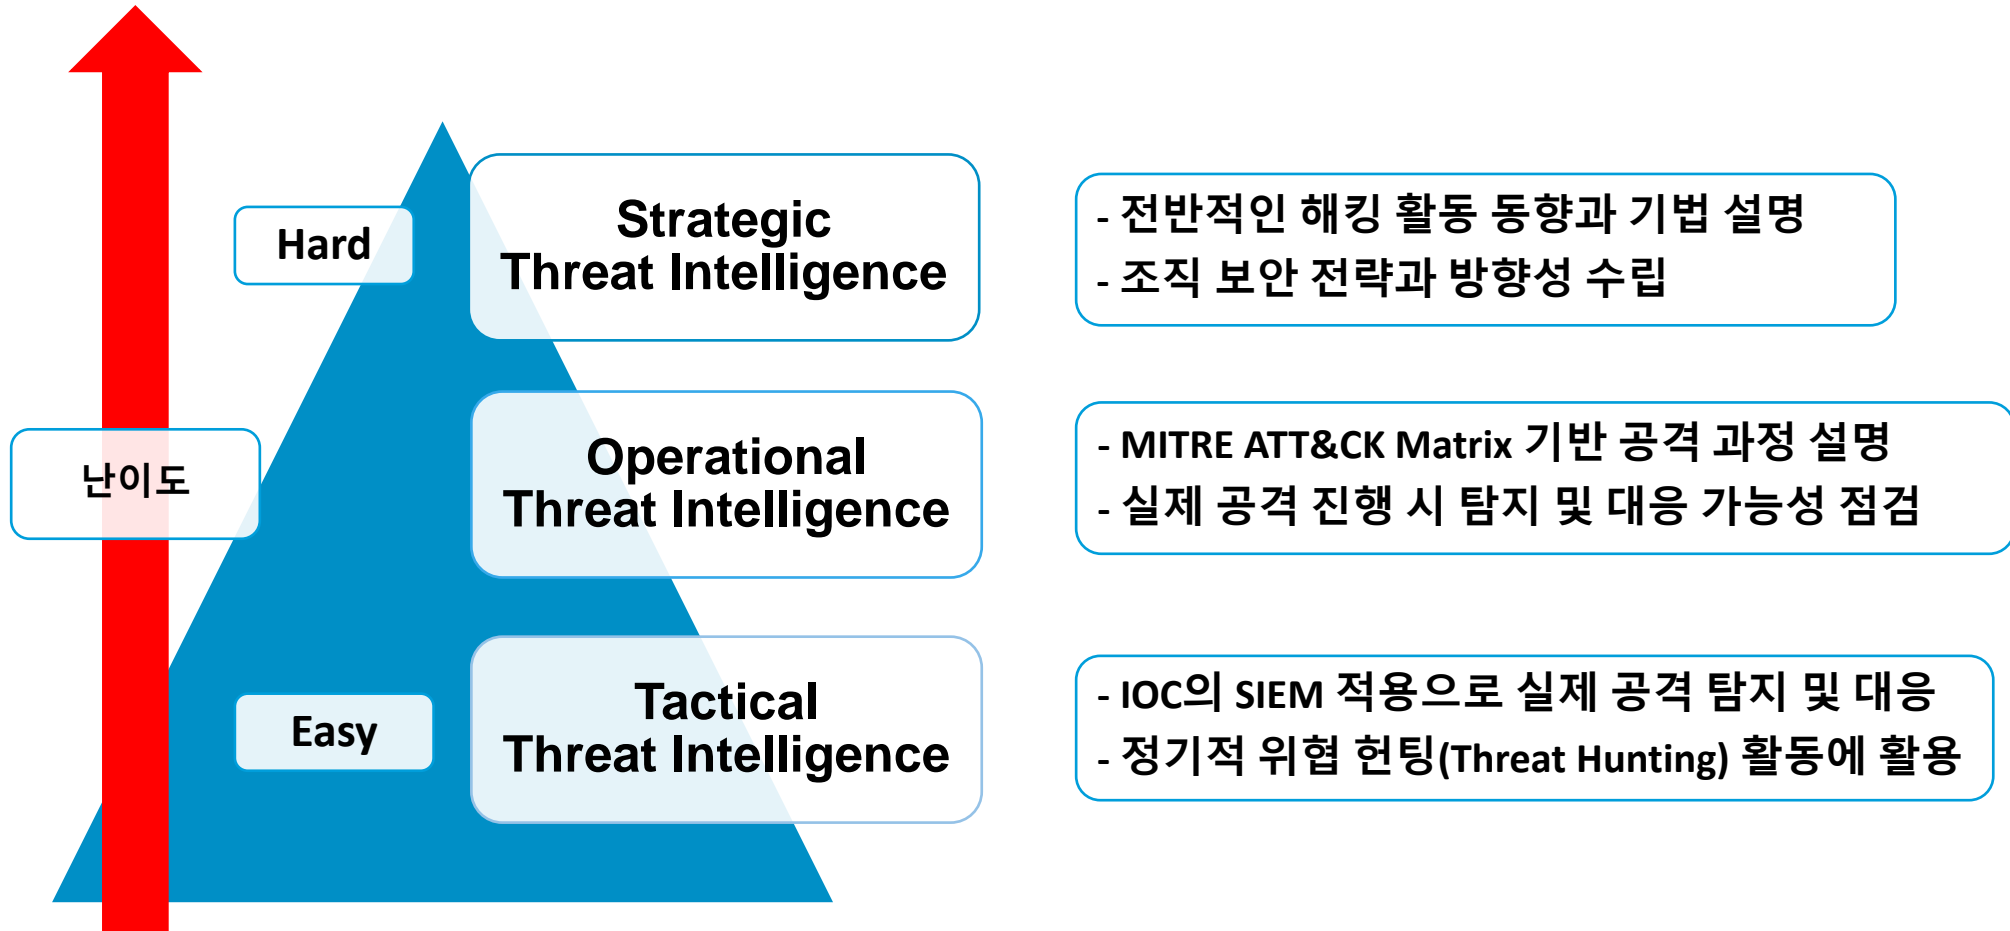 Hard
Strategic
Threat Intelligence
- 전반적인 해킹 활동 동향과 기법 설명
- 조직 보안 전략과 방향성 수립
난이도
Operational
Threat Intelligence
- MITRE ATT&CK Matrix 기반 공격 과정 설명
- 실제 공격 진행 시 탐지 및 대응 가능성 점검
Easy
Tactical
Threat Intelligence
- IOC의 SIEM 적용으로 실제 공격 탐지 및 대응
- 정기적 위협 헌팅(Threat Hunting) 활동에 활용